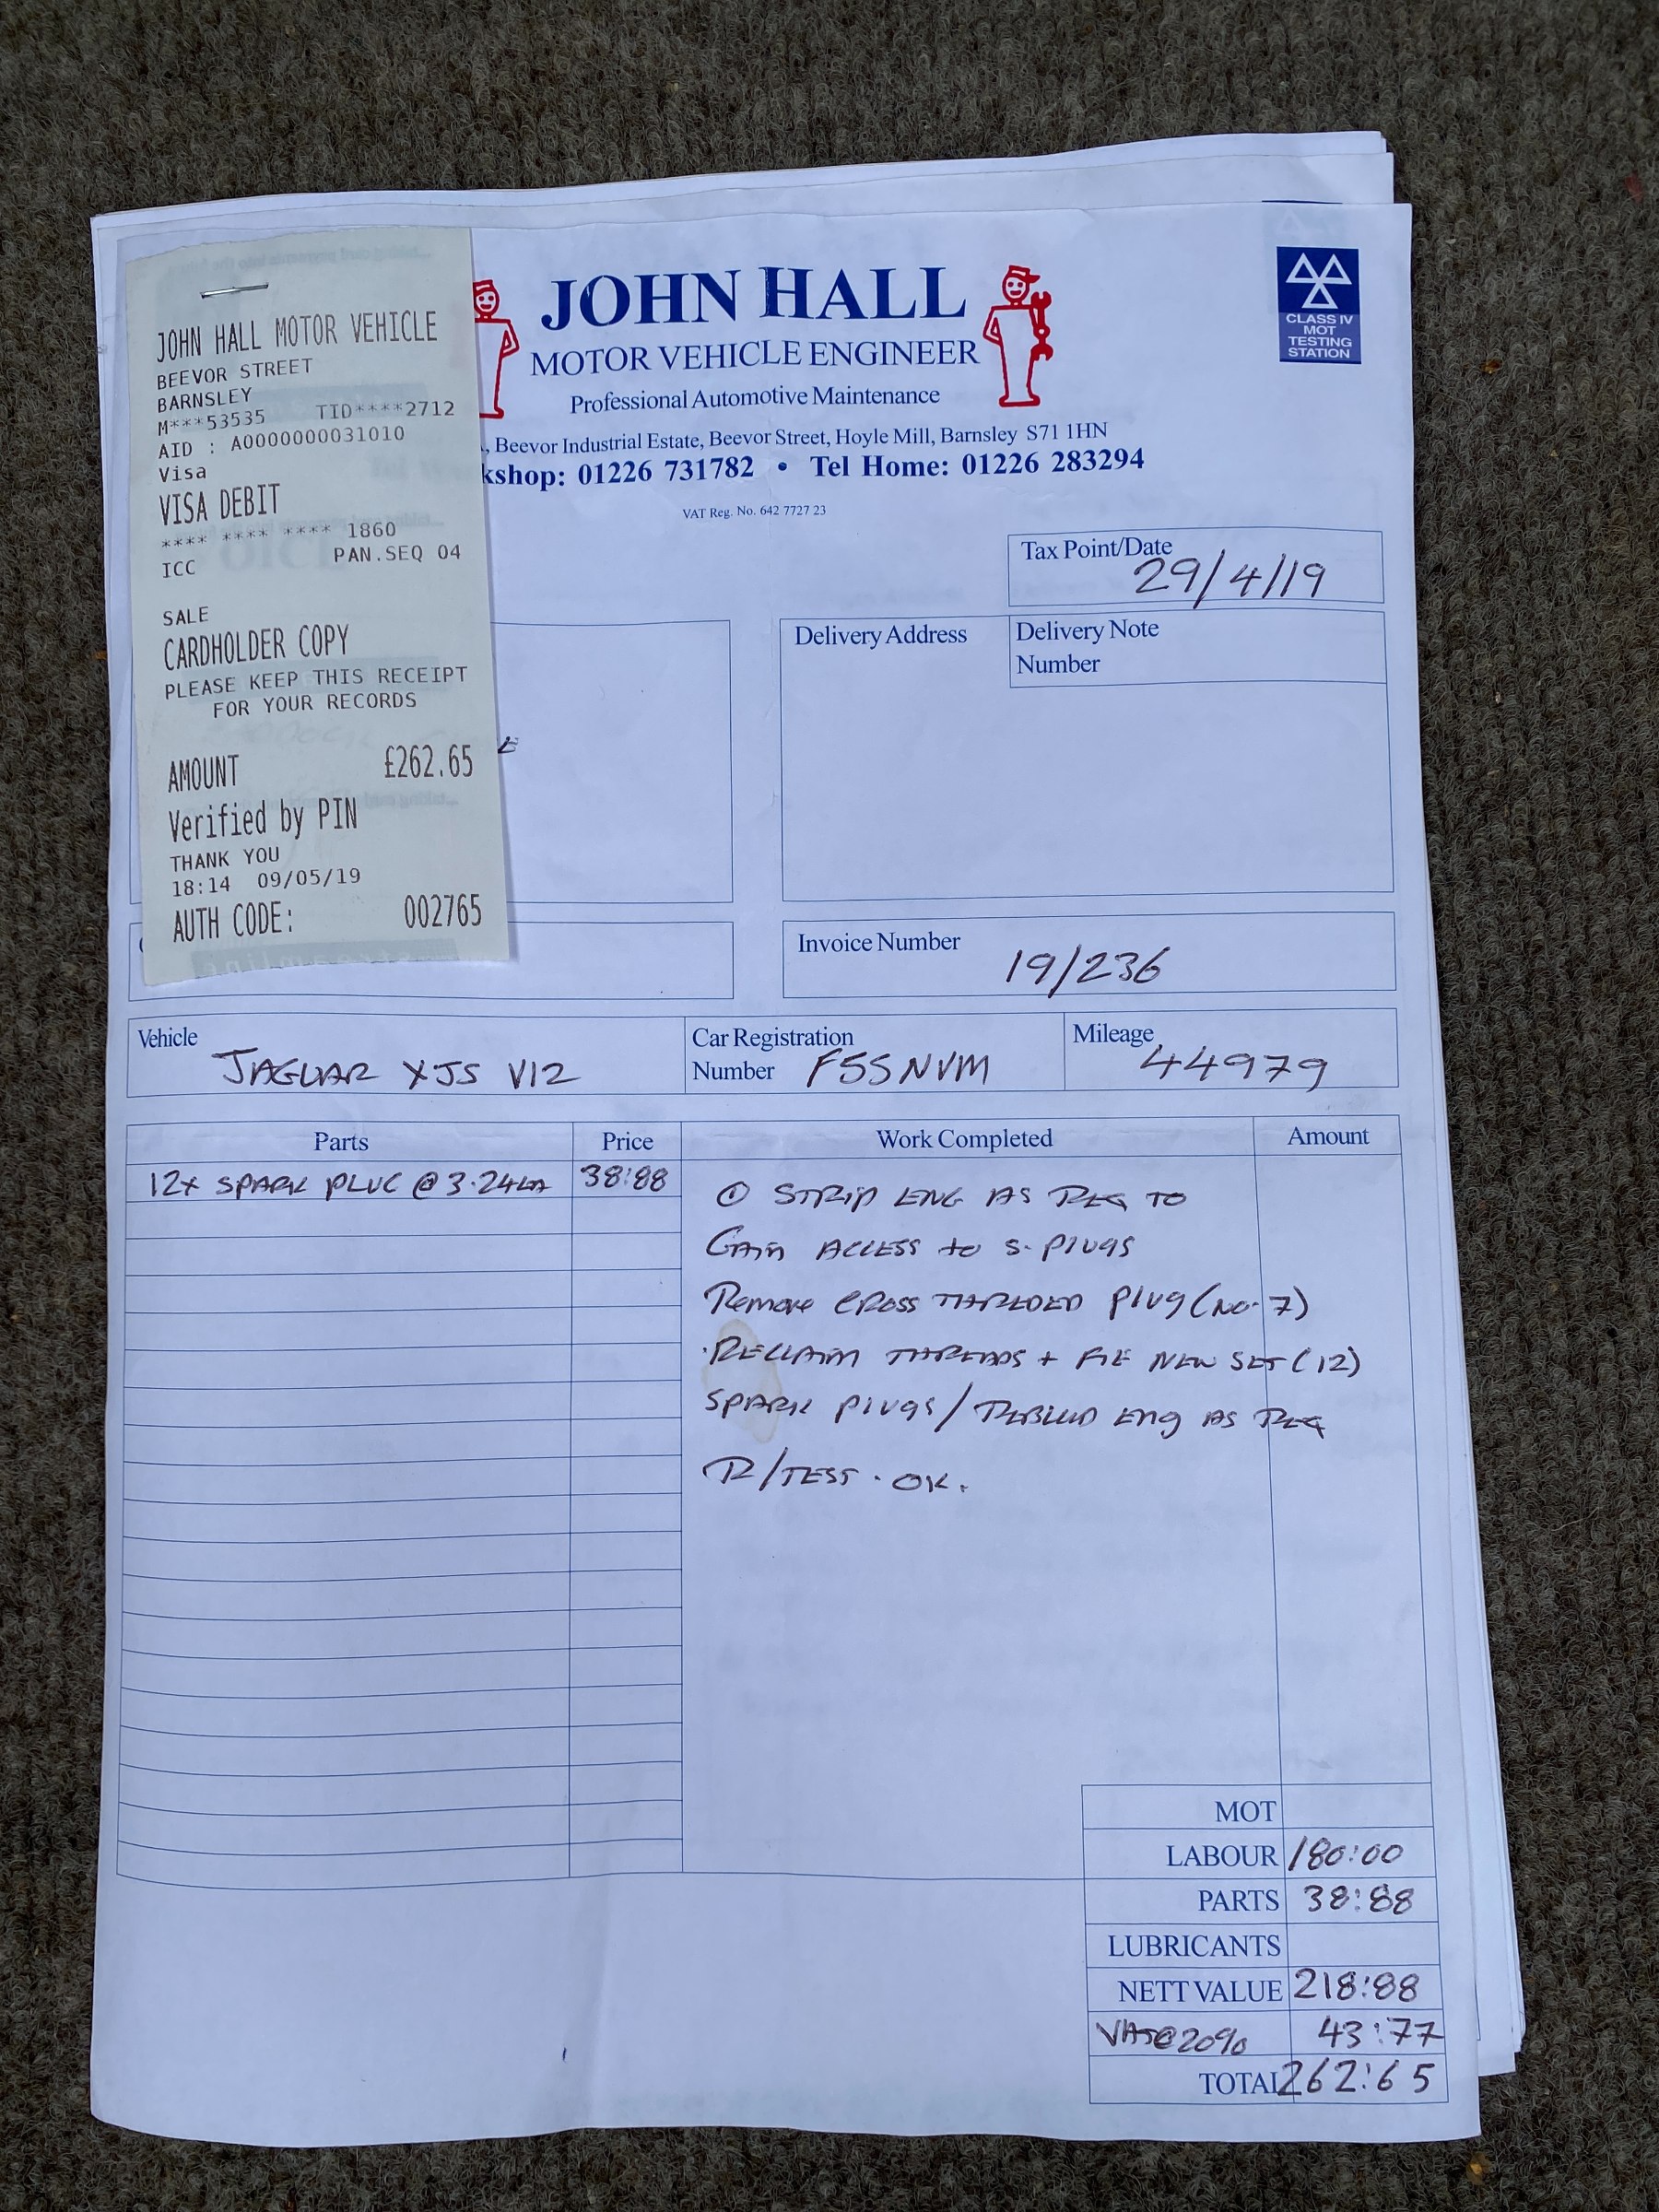 JOHN HALL MOTOR VEHICLE
BEEVOR STREET
BARNSLEY
M***53535 TID****2712
AID : A0000000031010
Visa
VISA DEBIT
**** **** **** 1860
ICC PAN.SEQ 04
SALE
CARDHOLDER COPY
PLEASE KEEP THIS RECEIPT
FOR YOUR RECORDS
AMOUNT £262.65
Verified by PIN
THANK YOU
18:14 09/05/19
AUTH CODE: 002765
JOHN HALL
MOTOR VEHICLE ENGINEER
Professional Automotive Maintenance
, Beevor Industrial Estate, Beevor Street, Hoyle Mill, Barnsley S71 1HN
kshop: 01226 731782 • Tel Home: 01226 283294
VAT Reg. No. 642 7727 23
CLASS IV
MOT
TESTING
STATION
Tax Point/Date
29/4/19
Delivery Address
Delivery Note
Number
Invoice Number
19/236
Vehicle
JAGUAR XJS V12
Car Registration
Number F55NVM
Mileage
44979
Parts Price Work Completed Amount
12x SPARK PLUG @ 3.24EA 38:88
① STRIP ENG AS REQ TO
GAIN ACCESS to S. PlUGS
Remove CROSS THREDED PlUG (NO. 7)
RECLAIM THREADS + FIT NEW SET (12)
SPARK PlUGS / REBUILD ENG AS REQ
R/TEST . OK.
MOT
LABOUR 180:00
PARTS 38:88
LUBRICANTS
NETT VALUE 218:88
VAT@20% 43:77
TOTAL 262:65